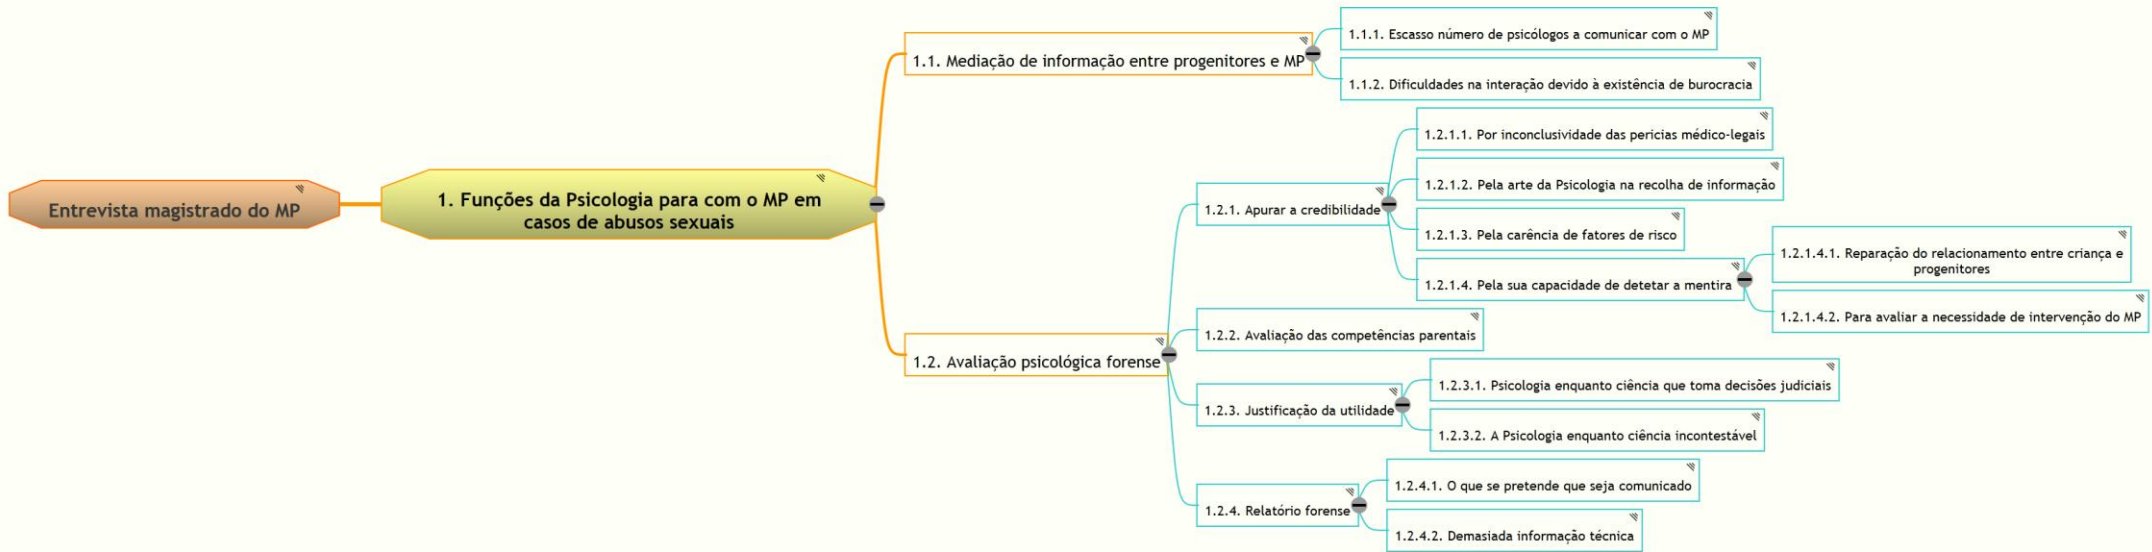 Entrevista magistrado do MP
1. Funções da Psicologia para com o MP em
casos de abusos sexuais
1.1. Mediação de informação entre progenitores e MP
1.1.1. Escasso número de psicólogos a comunicar com o MP
1.1.2. Dificuldades na interação devido à existência de burocracia
1.2. Avaliação psicológica forense
1.2.1. Apurar a credibilidade
1.2.1.1. Por inconclusividade das pericias médico-legais
1.2.1.2. Pela arte da Psicologia na recolha de informação
1.2.1.3. Pela carência de fatores de risco
1.2.1.4. Pela sua capacidade de detetar a mentira
1.2.1.4.1. Reparação do relacionamento entre criança e
progenitores
1.2.1.4.2. Para avaliar a necessidade de intervenção do MP
1.2.2. Avaliação das competências parentais
1.2.3. Justificação da utilidade
1.2.3.1. Psicologia enquanto ciência que toma decisões judiciais
1.2.3.2. A Psicologia enquanto ciência incontestável
1.2.4. Relatório forense
1.2.4.1. O que se pretende que seja comunicado
1.2.4.2. Demasiada informação técnica